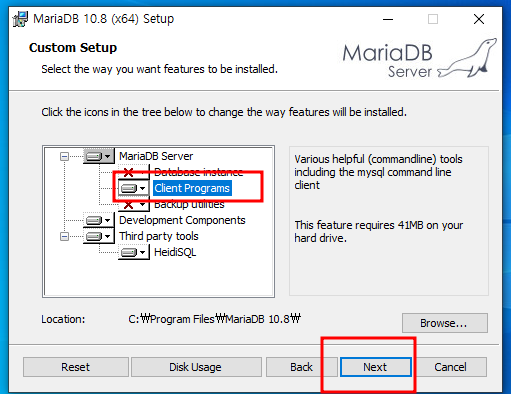 MariaDB 10.8 (x64) Setup
Custom Setup
Select the way you want features to be installed.
MariaDB
Server
Click the icons in the tree below to change the way features will be installed.
MariaDB Server
Database instance
Client Programs
Backup utilities
Development Components
Third party tools
HeidiSQL
Various helpful (commandline) tools
including the mysql command line
client
This feature requires 41MB on your
hard drive.
Location: C:₩Program Files₩MariaDB 10.8₩
Browse...
Reset Disk Usage Back Next Cancel